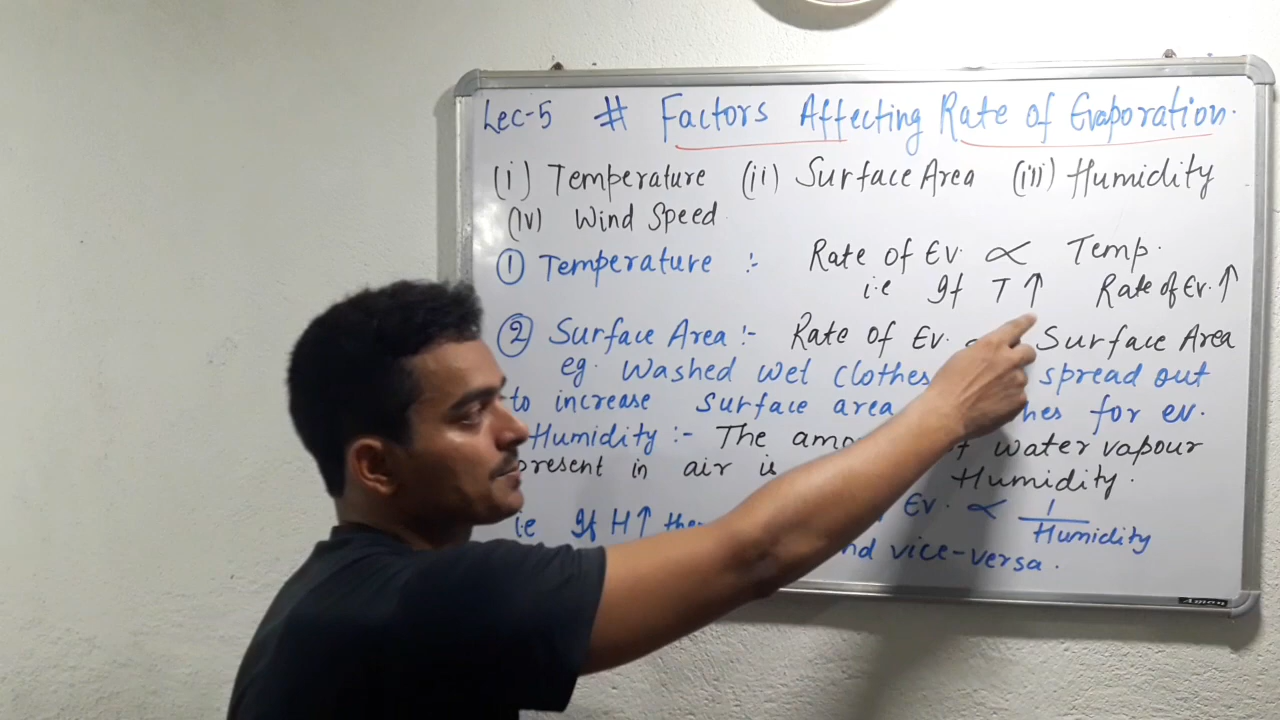 Lec-5 # Factors Affecting Rate of Evaporation.
(i) Temperature (ii) Surface Area (iii) Humidity
(iv) Wind Speed
① Temperature :- Rate of Ev. ∝ Temp.
i.e If T↑ Rate of Ev.↑
② Surface Area :- Rate of Ev. Surface Area
eg. Washed wet clothes spread out
to increase surface area for ev.
Humidity :- The water vapour
present in air is Humidity.
Ev. ∝ 1/Humidity
ie If H↑ vice-versa.
Aman